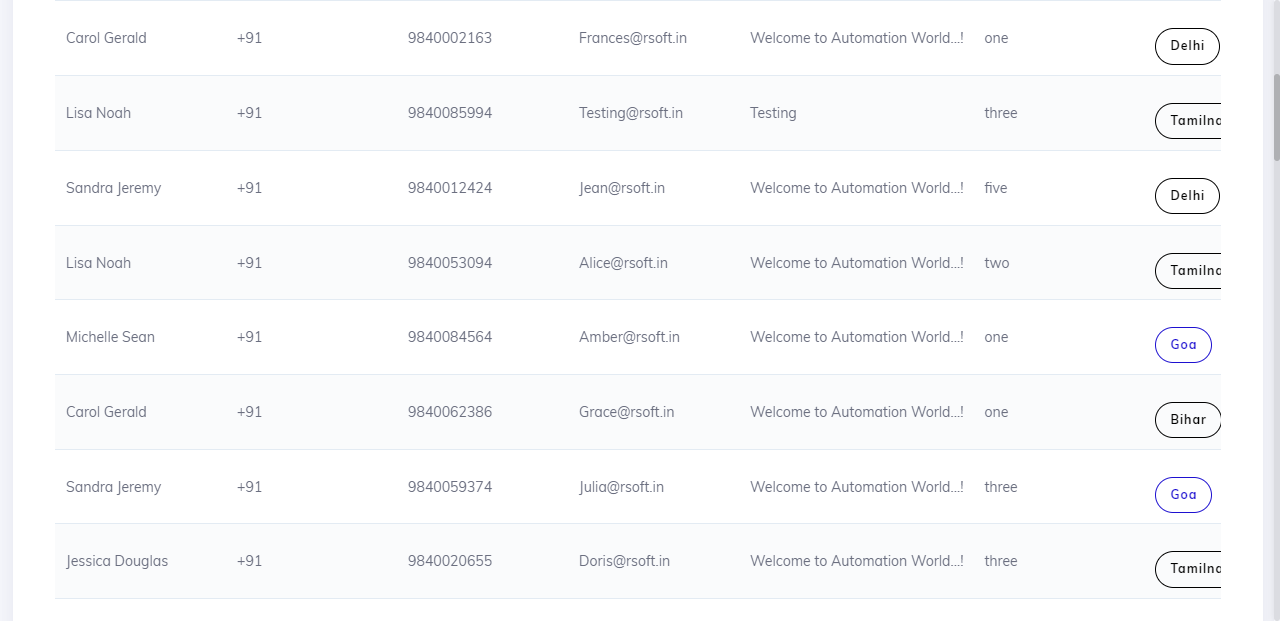 Carol Gerald +91 9840002163 Frances@rsoft.in Welcome to Automation World...! one Delhi
Lisa Noah +91 9840085994 Testing@rsoft.in Testing three Tamilna
Sandra Jeremy +91 9840012424 Jean@rsoft.in Welcome to Automation World...! five Delhi
Lisa Noah +91 9840053094 Alice@rsoft.in Welcome to Automation World...! two Tamilna
Michelle Sean +91 9840084564 Amber@rsoft.in Welcome to Automation World...! one Goa
Carol Gerald +91 9840062386 Grace@rsoft.in Welcome to Automation World...! one Bihar
Sandra Jeremy +91 9840059374 Julia@rsoft.in Welcome to Automation World...! three Goa
Jessica Douglas +91 9840020655 Doris@rsoft.in Welcome to Automation World...! three Tamilna